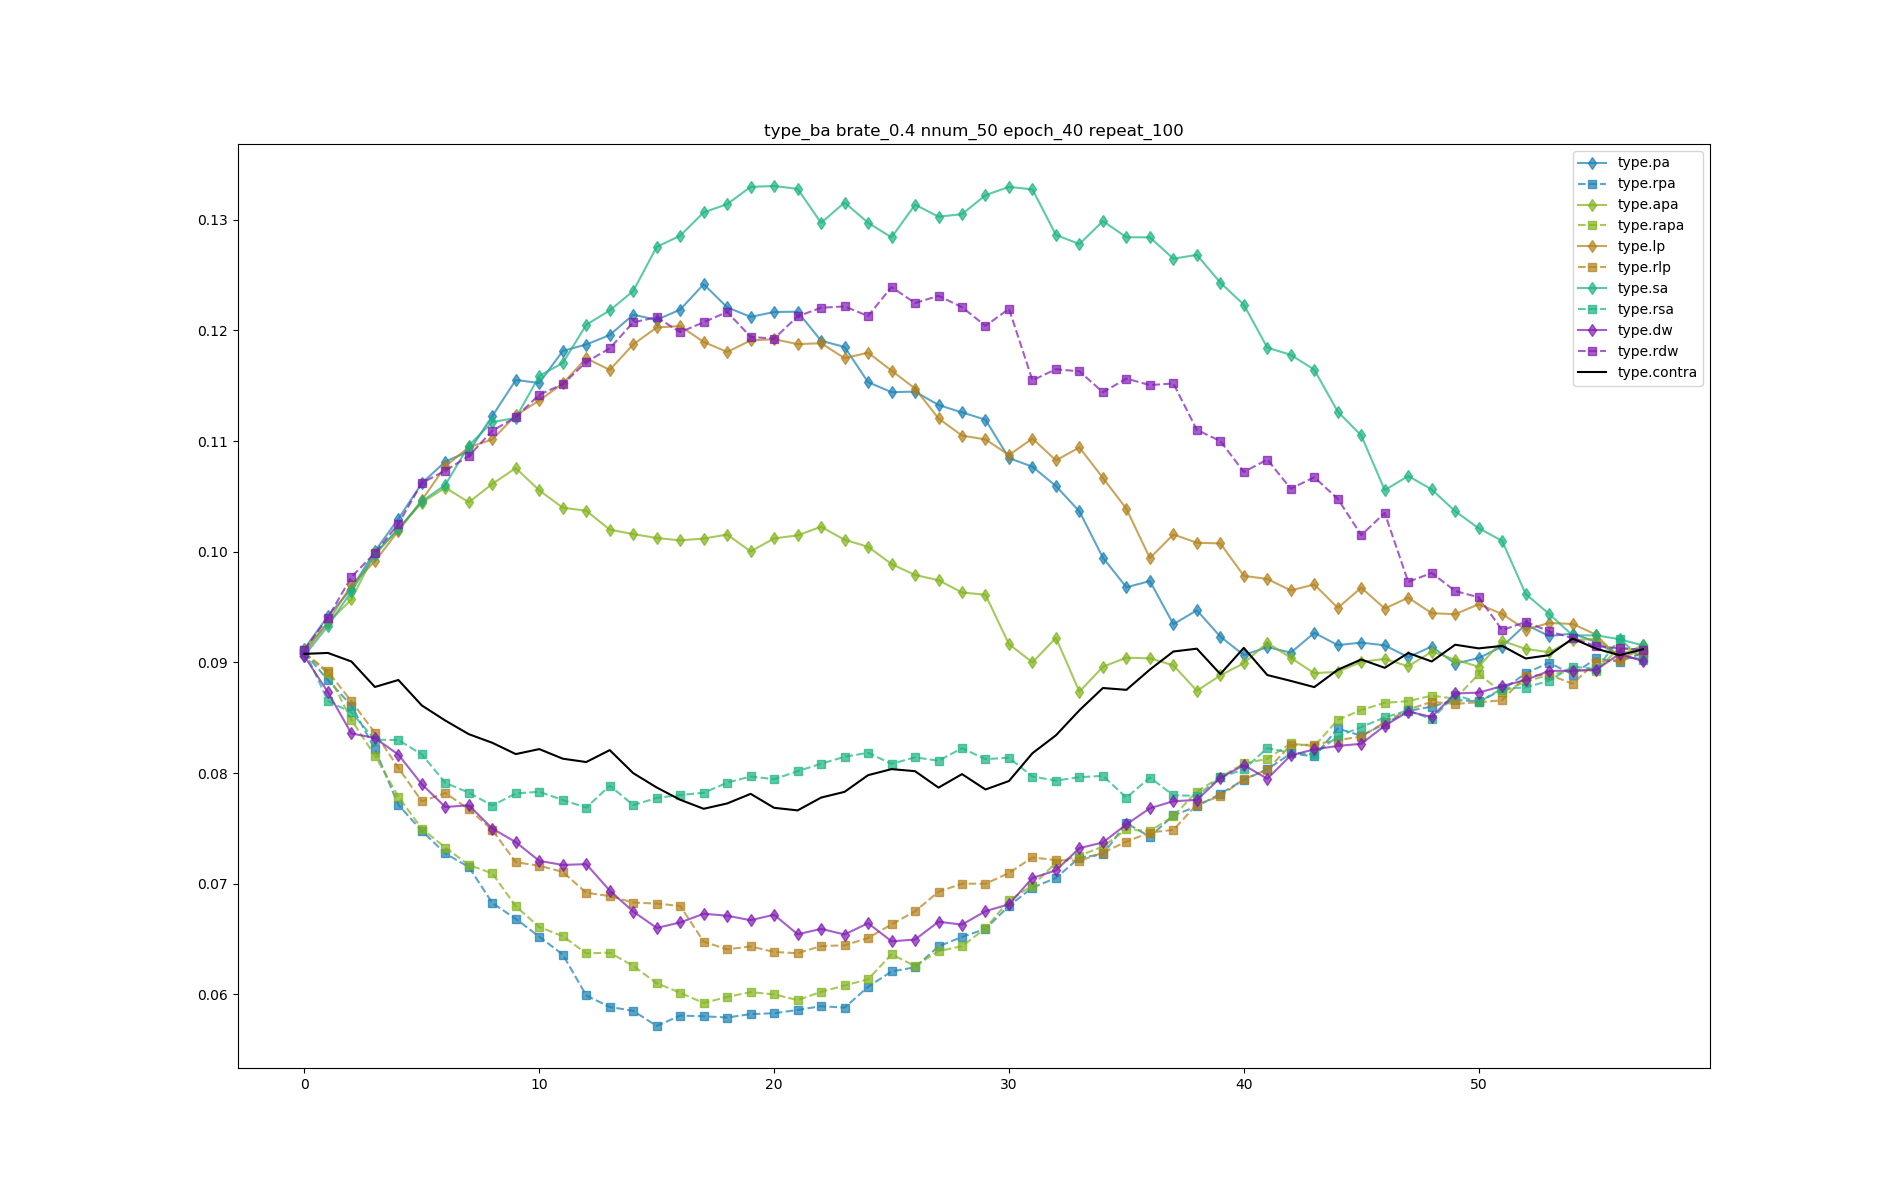 type_ba brate_0.4 nnum_50 epoch_40 repeat_100
type.pa
type.rpa
type.apa
type.rapa
type.lp
type.rlp
type.sa
type.rsa
type.dw
type.rdw
type.contra
0.13
0.12
0.11
0.10
0.09
0.08
0.07
0.06
0 10 20 30 40 50